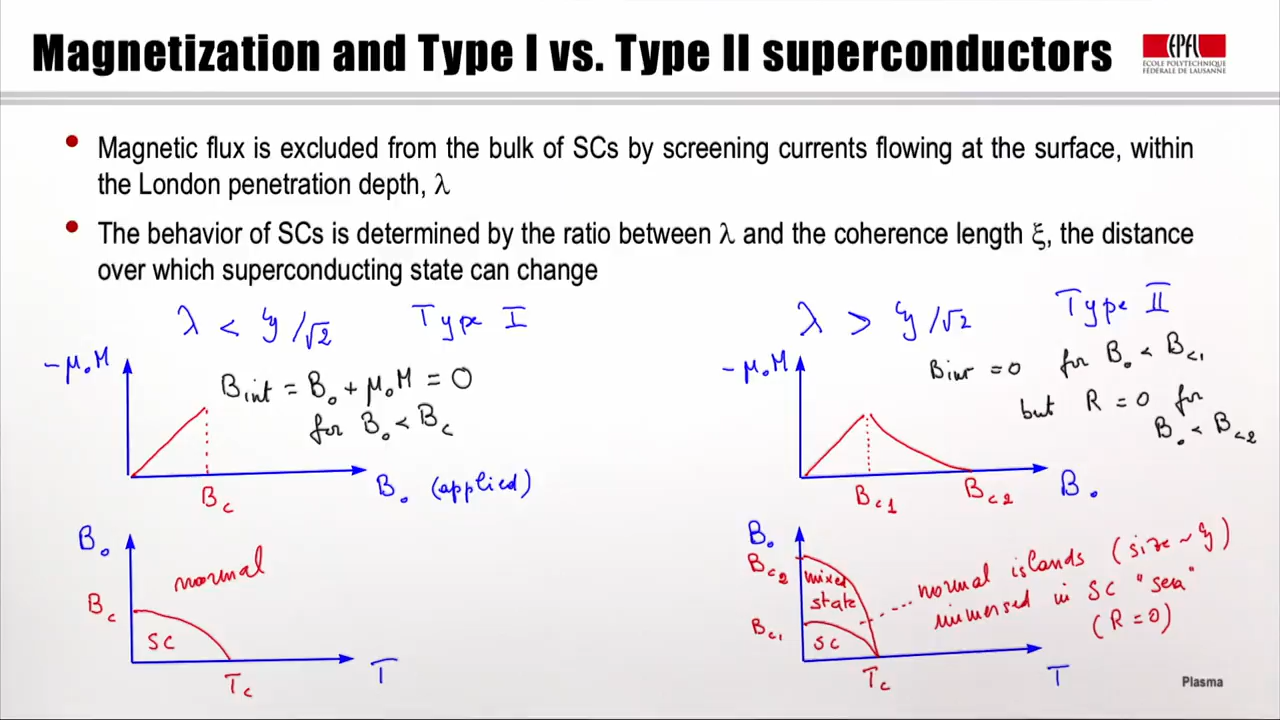 Magnetization and Type I vs. Type II superconductors
EPFL
ÉCOLE POLYTECHNIQUE
FÉDÉRALE DE LAUSANNE
• Magnetic flux is excluded from the bulk of SCs by screening currents flowing at the surface, within
the London penetration depth, λ
• The behavior of SCs is determined by the ratio between λ and the coherence length ξ, the distance
over which superconducting state can change
λ < ξ/√2 Type I
-μ₀M
B_int = B₀ + μ₀M = 0
for B₀ < B_c
B_c
B₀ (applied)
B₀
normal
B_c
SC
T_c
T
λ > ξ/√2 Type II
-μ₀M
B_int = 0 for B₀ < B_c1
but R = 0 for
B₀ < B_c2
B_c1
B_c2
B₀
B₀
B_c2
mixed
state
B_c1
SC
T_c
T
normal islands (size ~ ξ)
immersed in SC "sea"
(R = 0)
Plasma